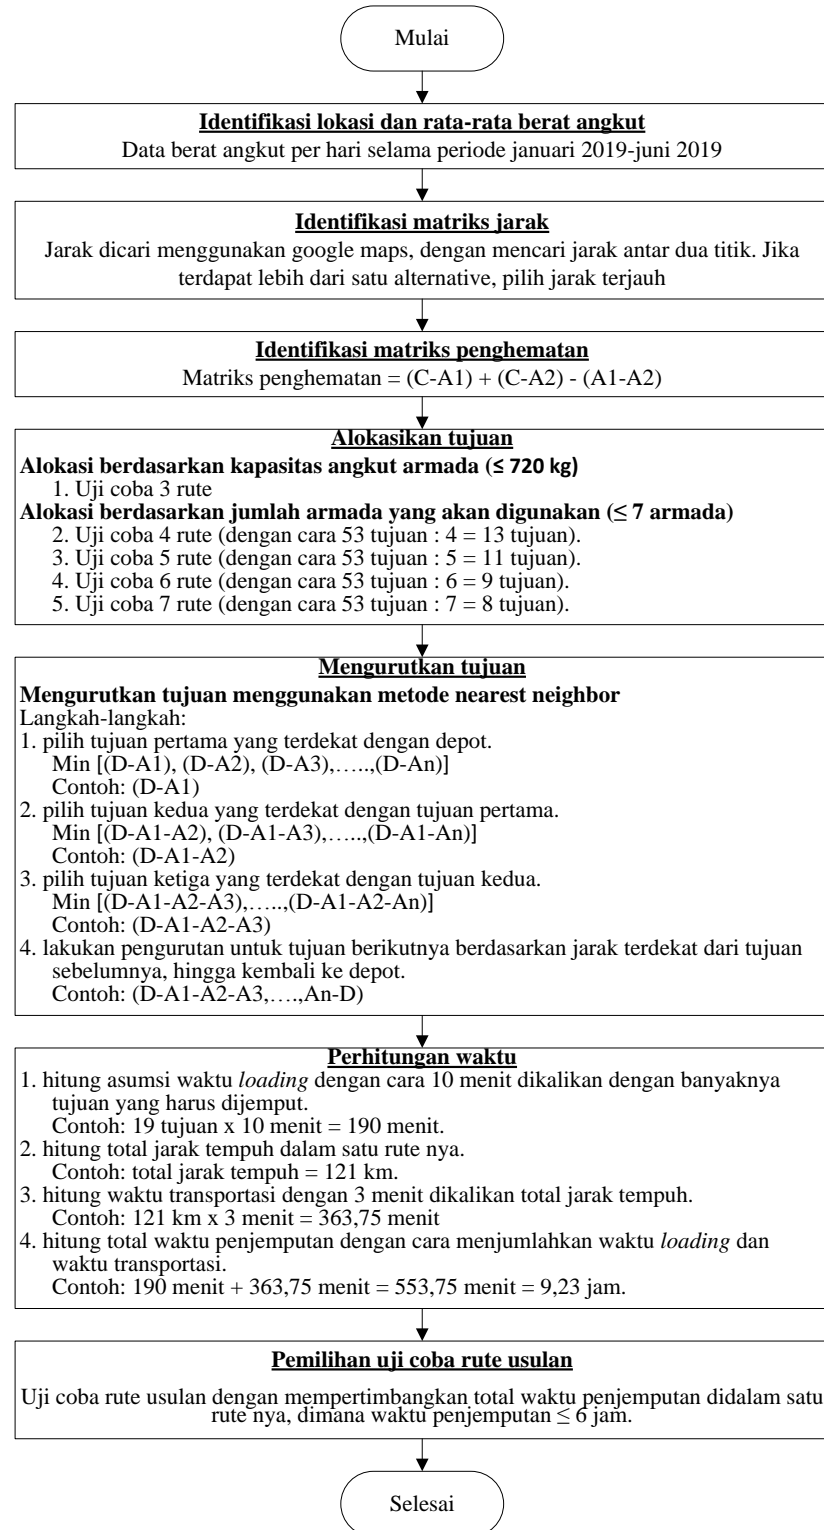 Mulai
Identifikasi lokasi dan rata-rata berat angkut
Data berat angkut per hari selama periode januari 2019-juni 2019
Identifikasi matriks jarak
Jarak dicari menggunakan google maps, dengan mencari jarak antar dua titik. Jika
terdapat lebih dari satu alternative, pilih jarak terjauh
Identifikasi matriks penghematan
Matriks penghematan = (C-A1) + (C-A2) - (A1-A2)
Alokasikan tujuan
Alokasi berdasarkan kapasitas angkut armada (≤ 720 kg)
1. Uji coba 3 rute
Alokasi berdasarkan jumlah armada yang akan digunakan (≤ 7 armada)
2. Uji coba 4 rute (dengan cara 53 tujuan : 4 = 13 tujuan).
3. Uji coba 5 rute (dengan cara 53 tujuan : 5 = 11 tujuan).
4. Uji coba 6 rute (dengan cara 53 tujuan : 6 = 9 tujuan).
5. Uji coba 7 rute (dengan cara 53 tujuan : 7 = 8 tujuan).
Mengurutkan tujuan
Mengurutkan tujuan menggunakan metode nearest neighbor
Langkah-langkah:
1. pilih tujuan pertama yang terdekat dengan depot.
Min [(D-A1), (D-A2), (D-A3),…..,(D-An)]
Contoh: (D-A1)
2. pilih tujuan kedua yang terdekat dengan tujuan pertama.
Min [(D-A1-A2), (D-A1-A3),…..,(D-A1-An)]
Contoh: (D-A1-A2)
3. pilih tujuan ketiga yang terdekat dengan tujuan kedua.
Min [(D-A1-A2-A3),…..,(D-A1-A2-An)]
Contoh: (D-A1-A2-A3)
4. lakukan pengurutan untuk tujuan berikutnya berdasarkan jarak terdekat dari tujuan
sebelumnya, hingga kembali ke depot.
Contoh: (D-A1-A2-A3,….,An-D)
Perhitungan waktu
1. hitung asumsi waktu loading dengan cara 10 menit dikalikan dengan banyaknya
tujuan yang harus dijemput.
Contoh: 19 tujuan x 10 menit = 190 menit.
2. hitung total jarak tempuh dalam satu rute nya.
Contoh: total jarak tempuh = 121 km.
3. hitung waktu transportasi dengan 3 menit dikalikan total jarak tempuh.
Contoh: 121 km x 3 menit = 363,75 menit
4. hitung total waktu penjemputan dengan cara menjumlahkan waktu loading dan
waktu transportasi.
Contoh: 190 menit + 363,75 menit = 553,75 menit = 9,23 jam.
Pemilihan uji coba rute usulan
Uji coba rute usulan dengan mempertimbangkan total waktu penjemputan didalam satu
rute nya, dimana waktu penjemputan ≤ 6 jam.
Selesai